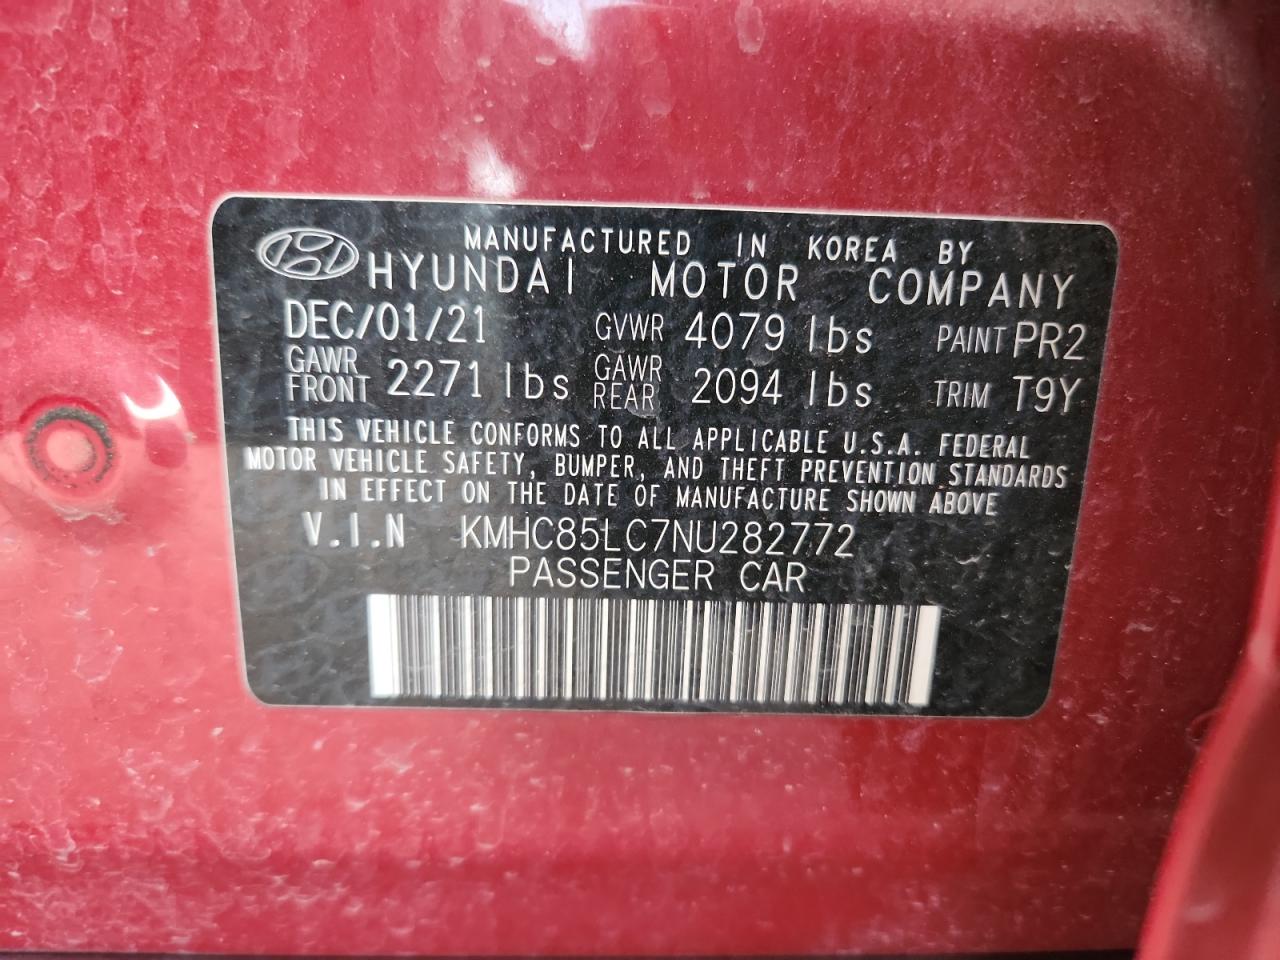 MANUFACTURED IN KOREA BY
HYUNDAI MOTOR COMPANY
DEC/01/21 GVWR 4079 lbs PAINT PR2
GAWR FRONT 2271 lbs GAWR REAR 2094 lbs TRIM T9Y
THIS VEHICLE CONFORMS TO ALL APPLICABLE U.S.A. FEDERAL
MOTOR VEHICLE SAFETY, BUMPER, AND THEFT PREVENTION STANDARDS
IN EFFECT ON THE DATE OF MANUFACTURE SHOWN ABOVE
V.I.N KMHC85LC7NU282772
PASSENGER CAR